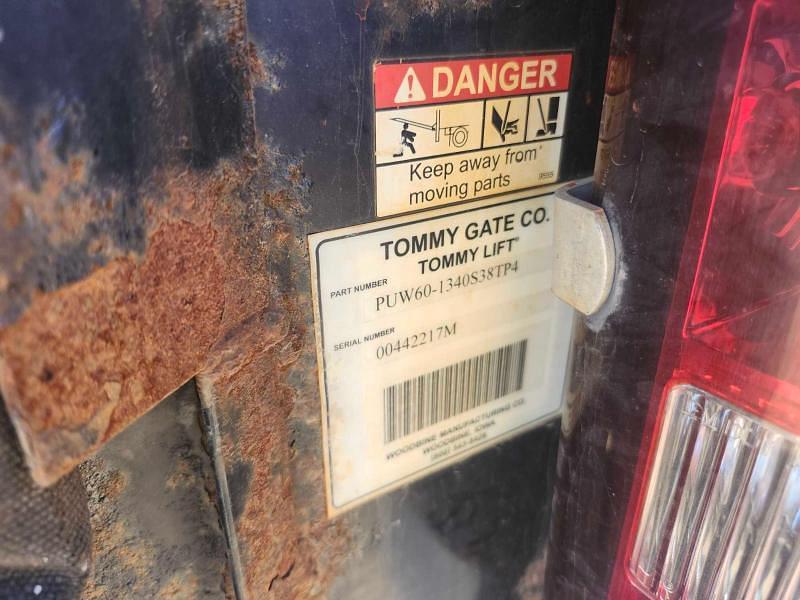 DANGER
Keep away from
moving parts
TOMMY GATE CO.
TOMMY LIFT®
PART NUMBER
PUW60-1340S38TP4
SERIAL NUMBER
00442217M
WOODBINE MANUFACTURING CO.
WOODBINE, IOWA